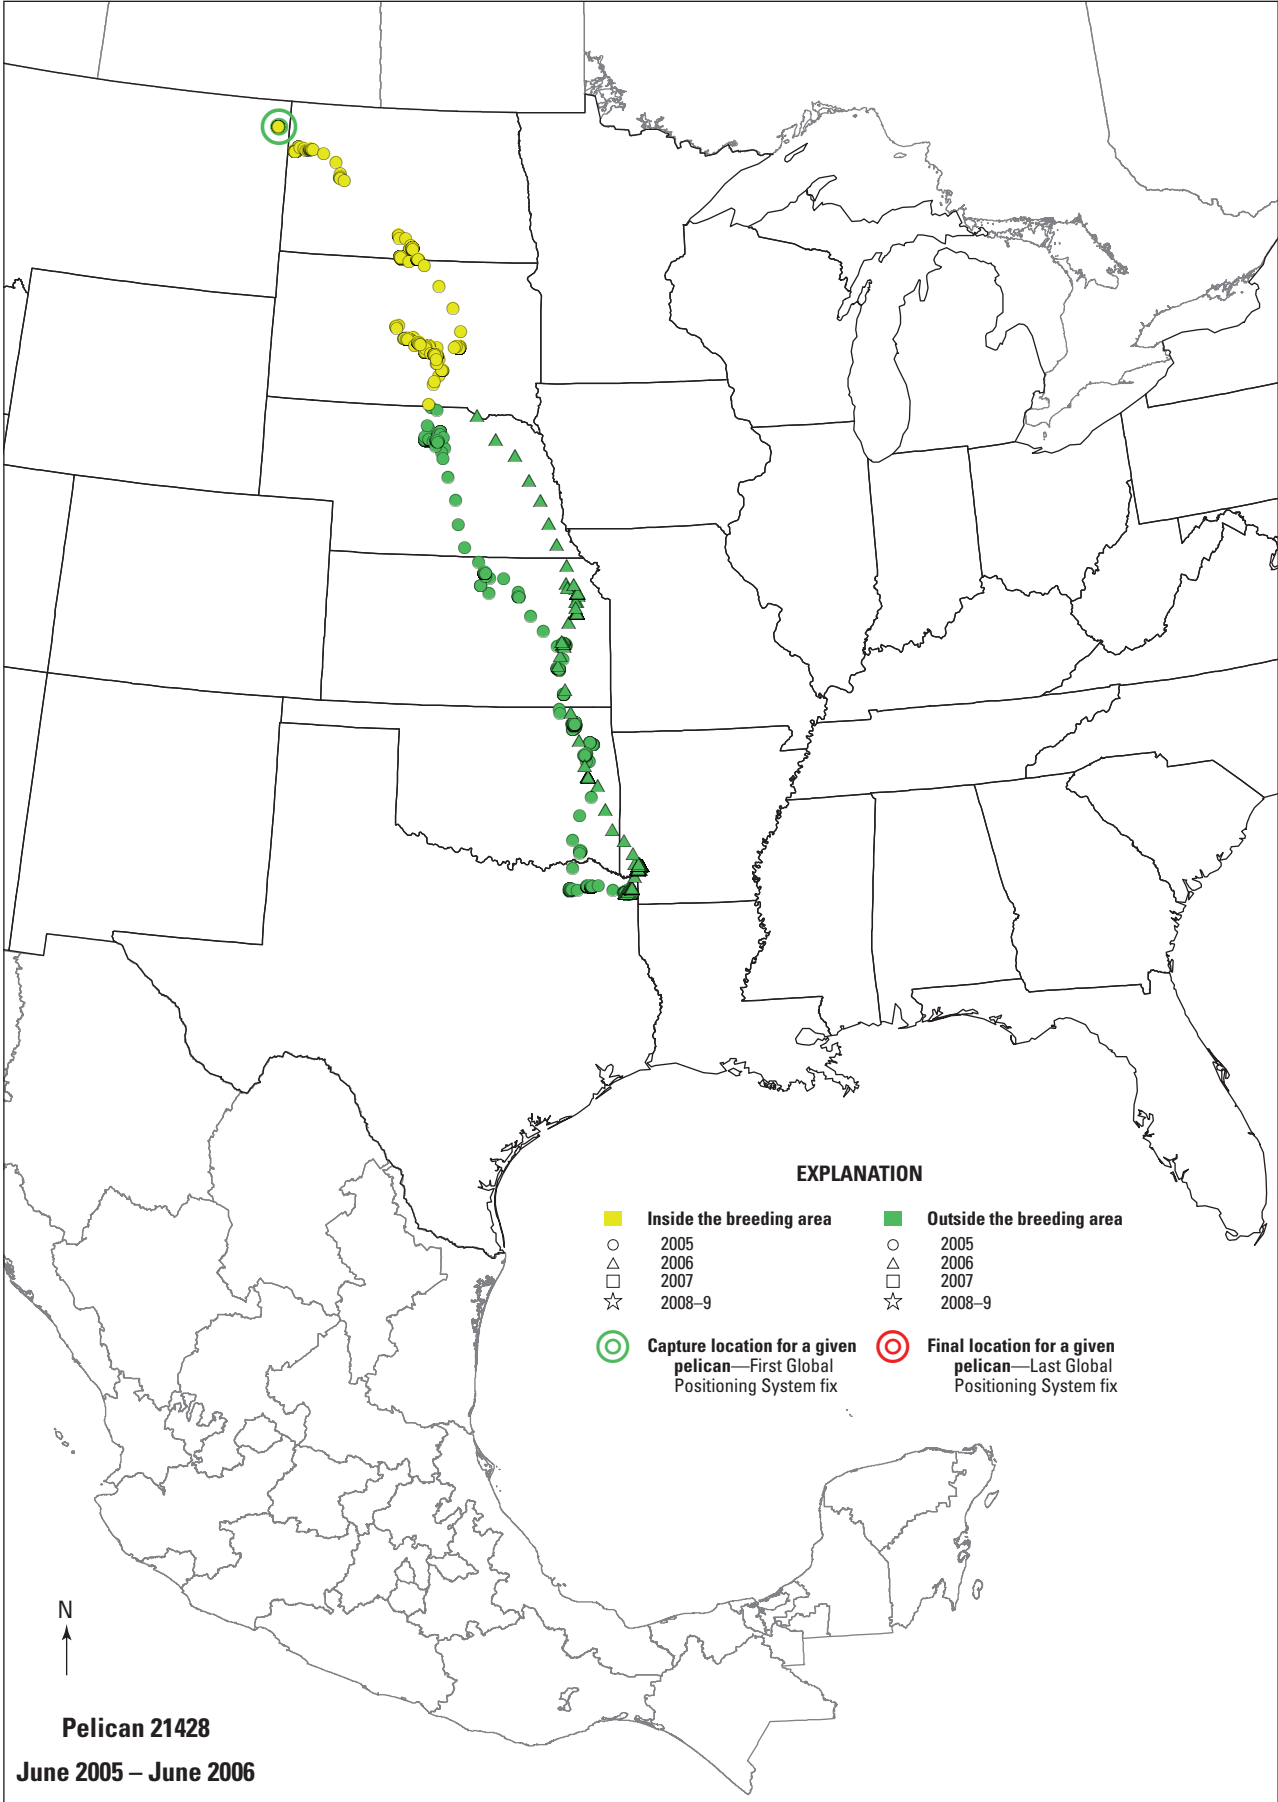 EXPLANATION
Inside the breeding area
2005
2006
2007
2008–9
Capture location for a given
pelican—First Global
Positioning System fix
Outside the breeding area
2005
2006
2007
2008–9
Final location for a given
pelican—Last Global
Positioning System fix
N
Pelican 21428
June 2005 – June 2006